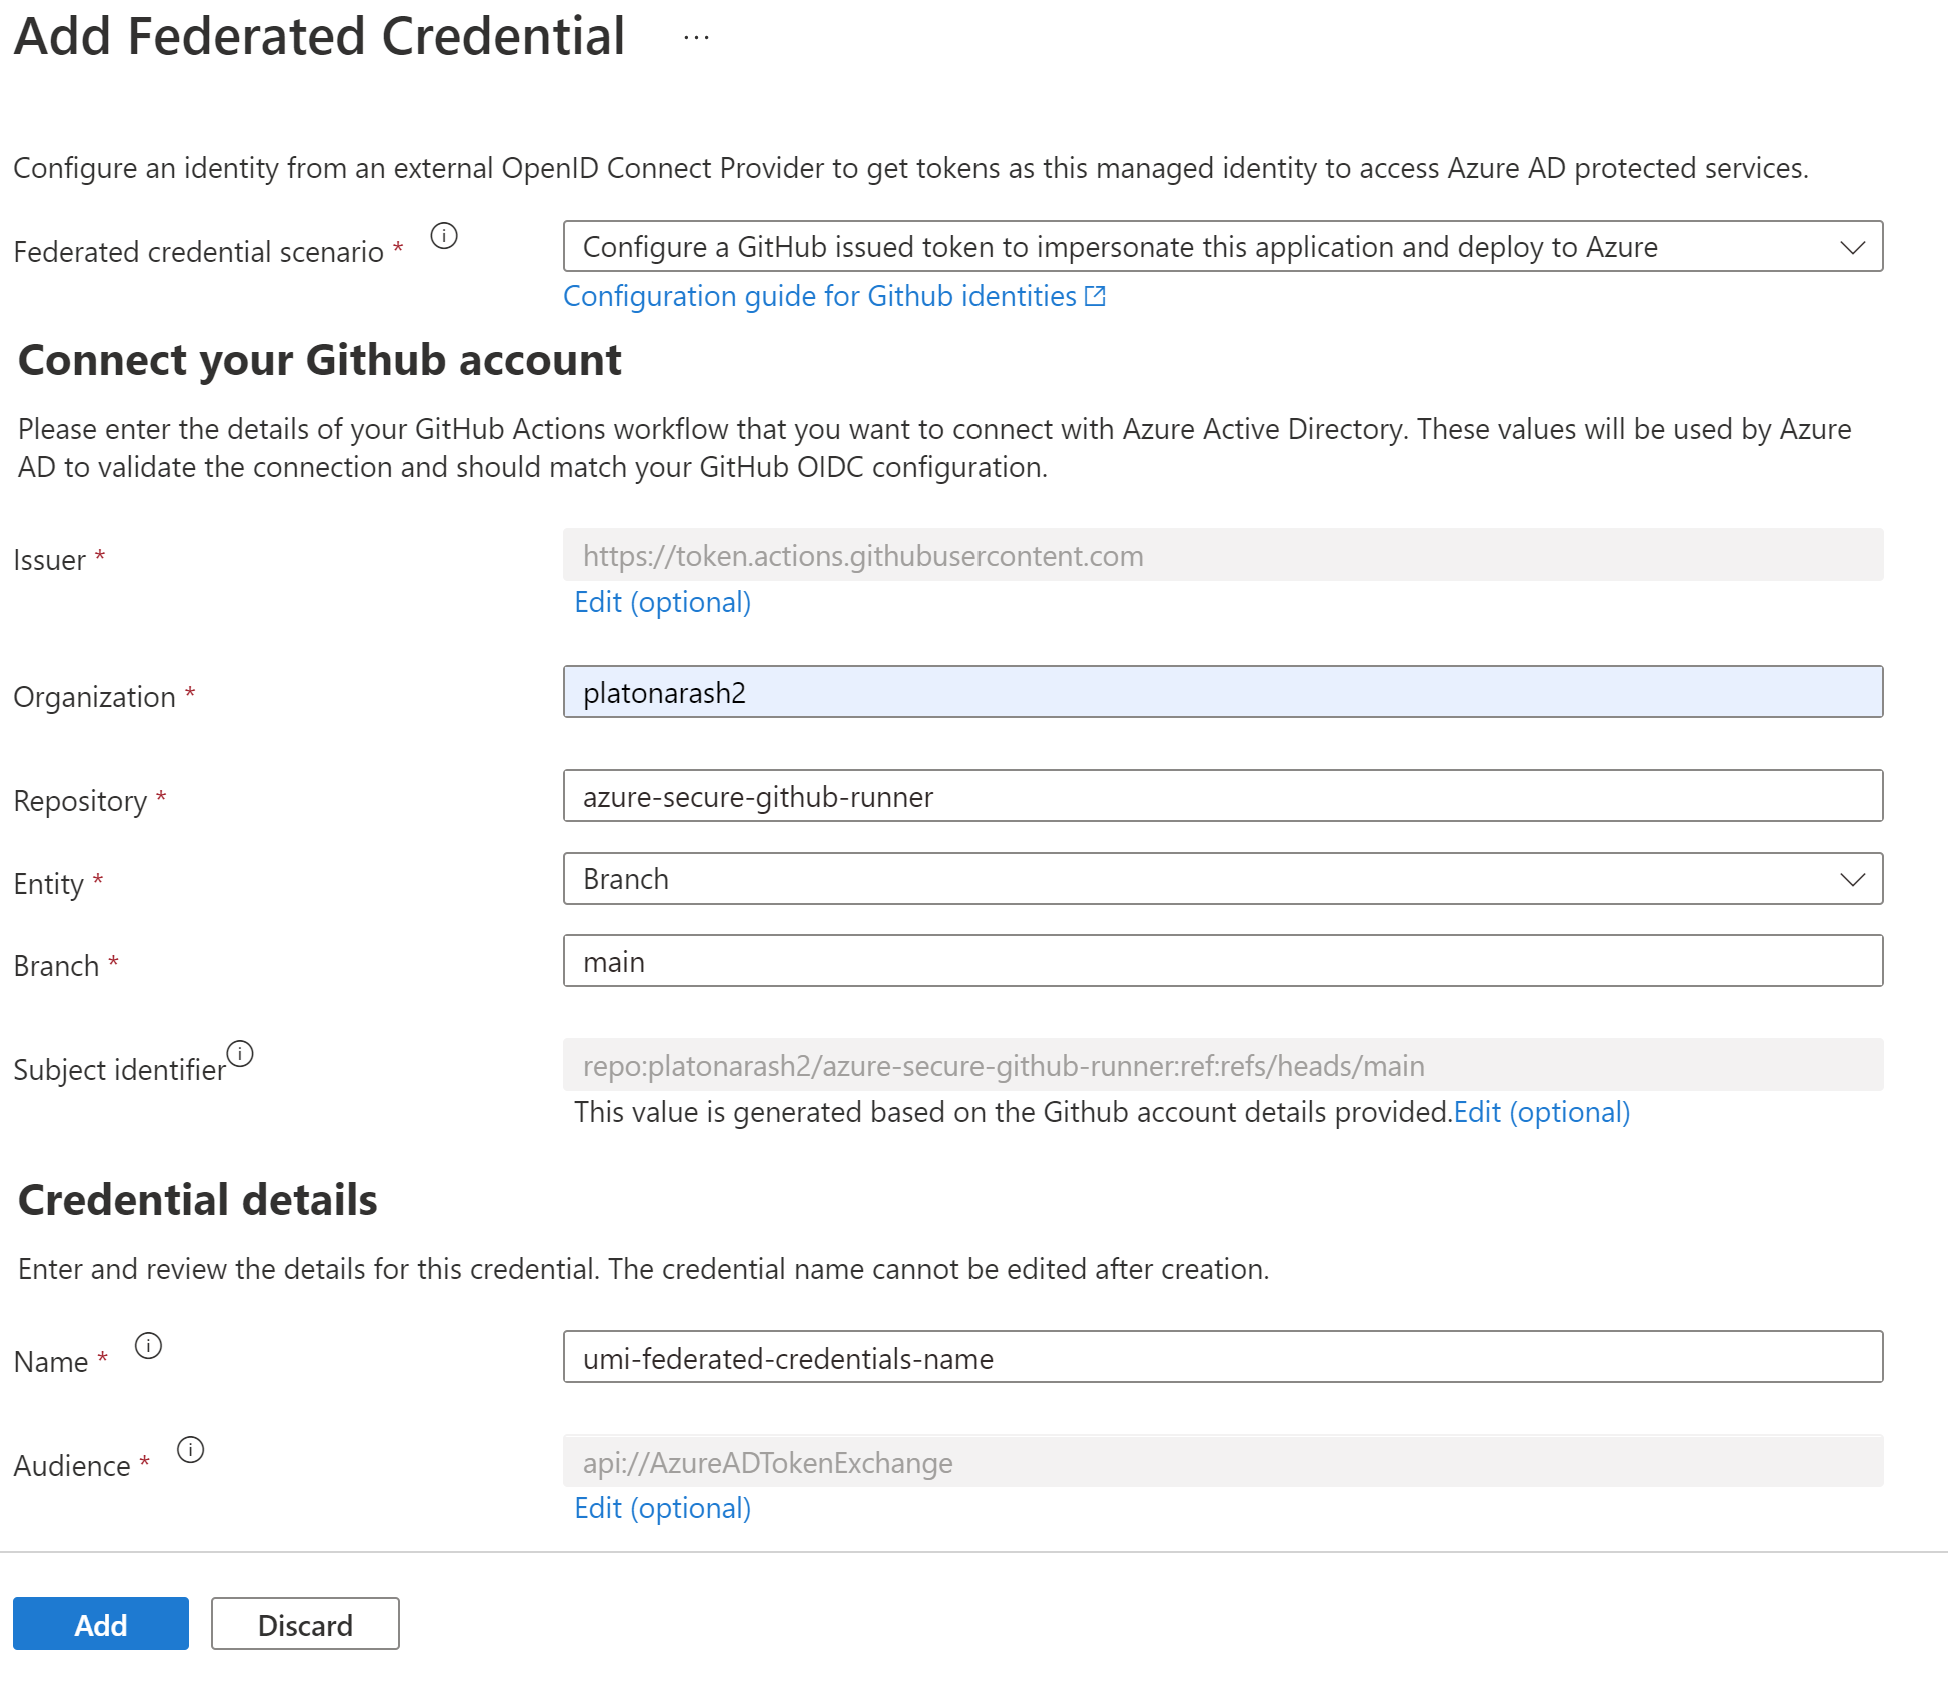 Add Federated Credential ...
Configure an identity from an external OpenID Connect Provider to get tokens as this managed identity to access Azure AD protected services.
Federated credential scenario *
Configure a GitHub issued token to impersonate this application and deploy to Azure
Configuration guide for Github identities
Connect your Github account
Please enter the details of your GitHub Actions workflow that you want to connect with Azure Active Directory. These values will be used by Azure
AD to validate the connection and should match your GitHub OIDC configuration.
Issuer *
https://token.actions.githubusercontent.com
Edit (optional)
Organization *
platonarash2
Repository *
azure-secure-github-runner
Entity *
Branch
Branch *
main
Subject identifier
repo:platonarash2/azure-secure-github-runner:ref:refs/heads/main
This value is generated based on the Github account details provided.Edit (optional)
Credential details
Enter and review the details for this credential. The credential name cannot be edited after creation.
Name *
umi-federated-credentials-name
Audience *
api://AzureADTokenExchange
Edit (optional)
Add
Discard